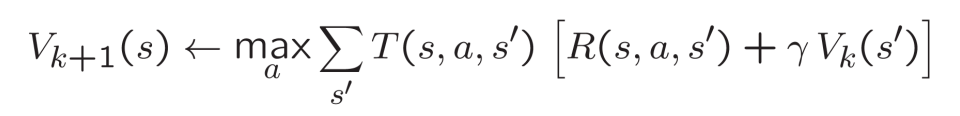 V_{k+1}(s) ← max_a ∑_{s'} T(s, a, s') [R(s, a, s') + γ V_k(s')]